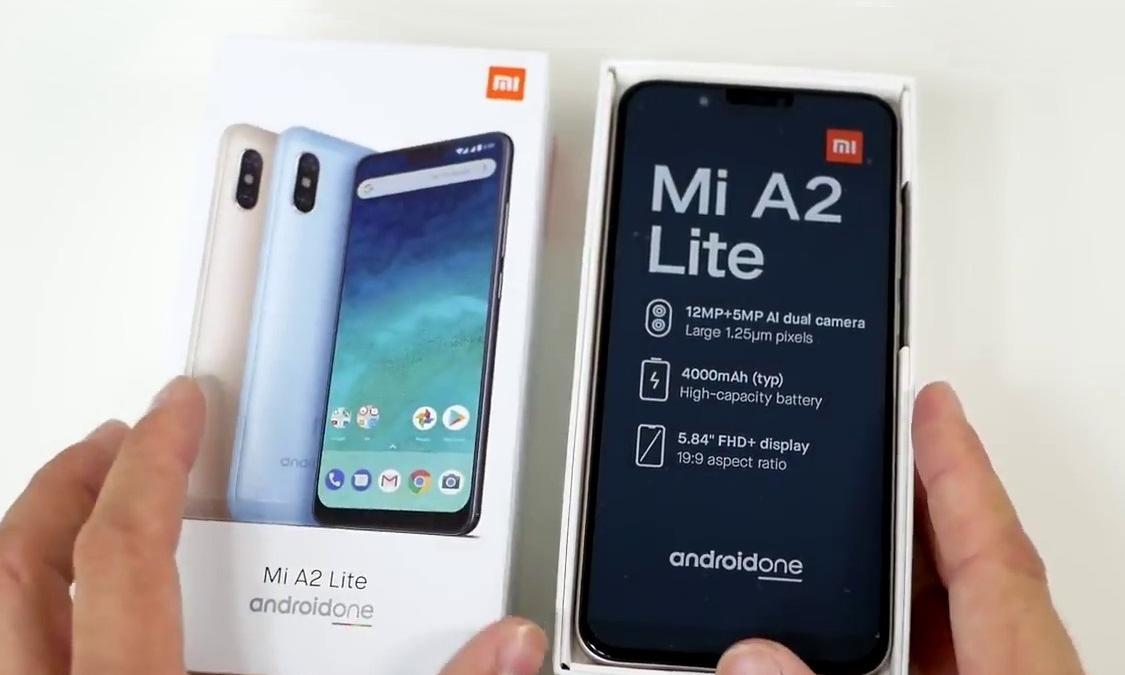 mi
andr
Mi A2 Lite
androidone
mi
Mi A2
Lite
12MP+5MP AI dual camera
Large 1.25μm pixels
4000mAh (typ)
High-capacity battery
5.84" FHD+ display
19:9 aspect ratio
androidone